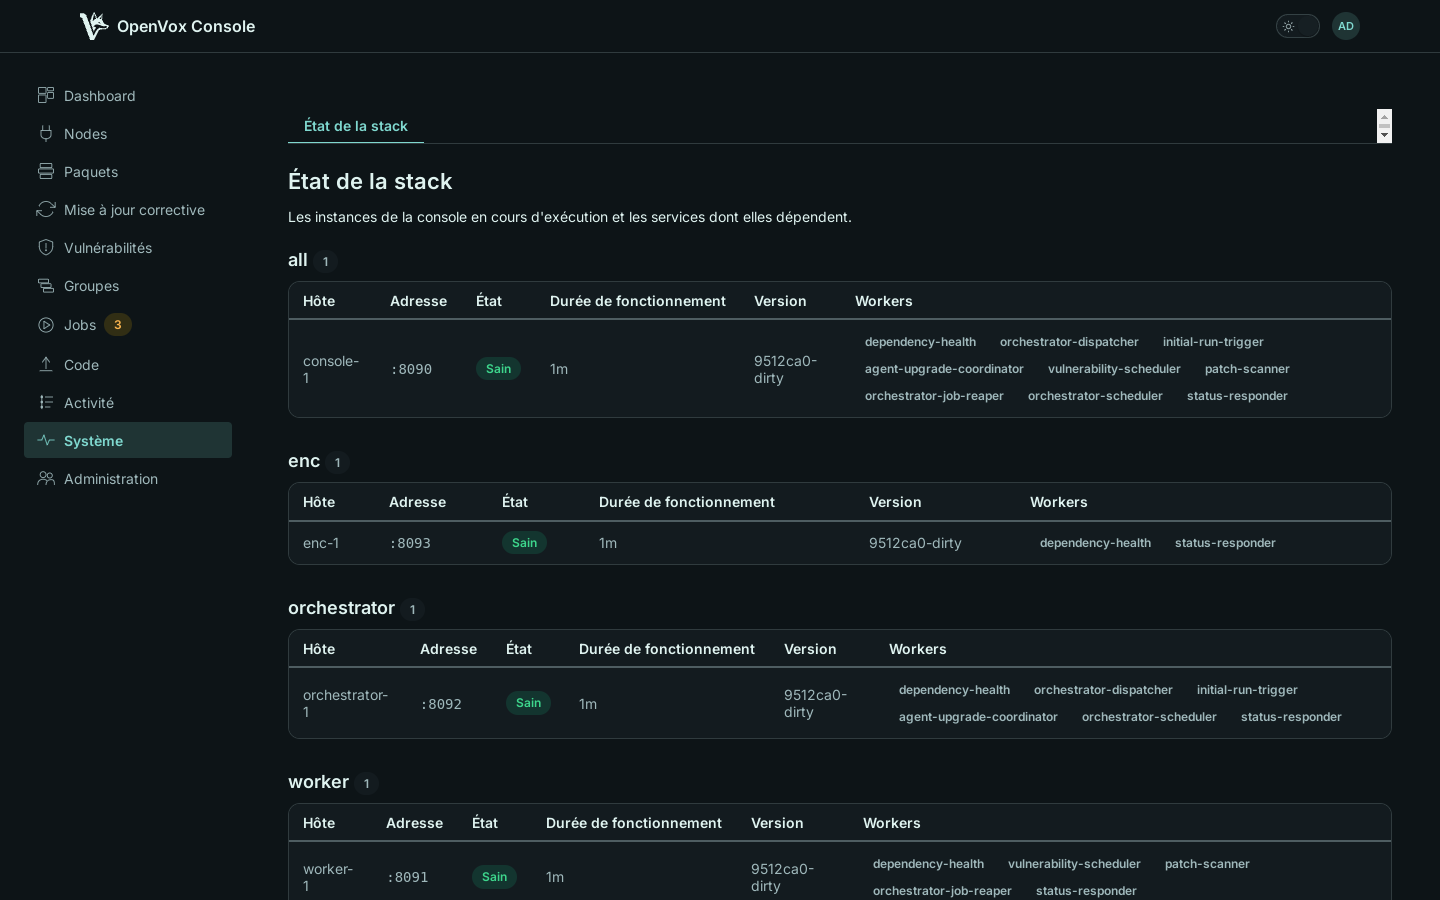 OpenVox Console
AD
Dashboard
Nodes
Paquets
Mise à jour corrective
Vulnérabilités
Groupes
Jobs 3
Code
Activité
Système
Administration
État de la stack
État de la stack
Les instances de la console en cours d'exécution et les services dont elles dépendent.
all 1
Hôte Adresse État Durée de fonctionnement Version Workers
console-1 :8090 Sain 1m 9512ca0-dirty dependency-health orchestrator-dispatcher initial-run-trigger
agent-upgrade-coordinator vulnerability-scheduler patch-scanner
orchestrator-job-reaper orchestrator-scheduler status-responder
enc 1
Hôte Adresse État Durée de fonctionnement Version Workers
enc-1 :8093 Sain 1m 9512ca0-dirty dependency-health status-responder
orchestrator 1
Hôte Adresse État Durée de fonctionnement Version Workers
orchestrator-1 :8092 Sain 1m 9512ca0-dirty dependency-health orchestrator-dispatcher initial-run-trigger
agent-upgrade-coordinator orchestrator-scheduler status-responder
worker 1
Hôte Adresse État Durée de fonctionnement Version Workers
worker-1 :8091 Sain 1m 9512ca0-dirty dependency-health vulnerability-scheduler patch-scanner
orchestrator-job-reaper status-responder